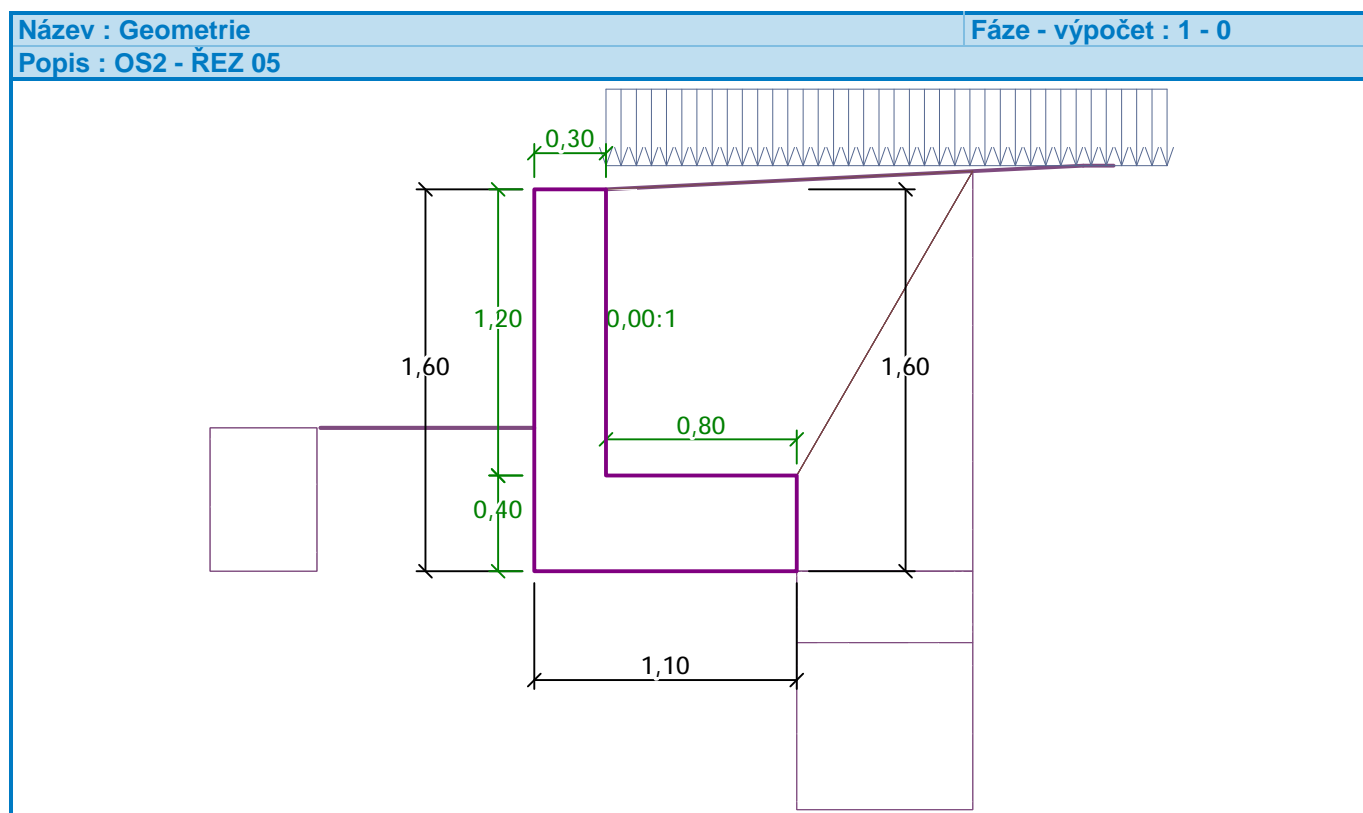 Název : Geometrie
Fáze - výpočet : 1 - 0
Popis : OS2 - ŘEZ 05
0,30
1,20
0,00:1
1,60
1,60
0,80
0,40
1,10